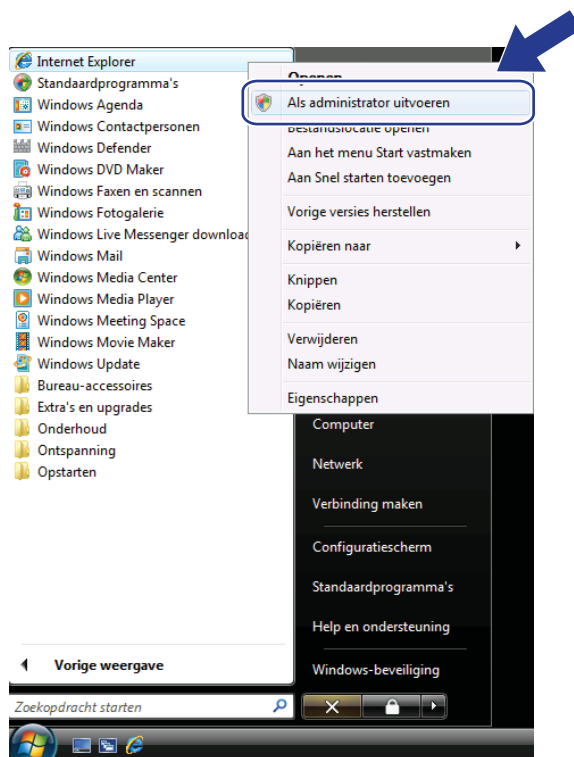 Internet Explorer
Standaardprogramma's
Windows Agenda
Windows Contactpersonen
Windows Defender
Windows DVD Maker
Windows Faxen en scannen
Windows Fotogalerie
Windows Live Messenger
Windows Mail
Windows Media Center
Windows Media Player
Windows Meeting Space
Windows Movie Maker
Windows Update
Bureau-accessoires
Extra's en upgrades
Onderhoud
Ontspanning
Opstarten
Vorige weergave
Zoekopdracht starten
Openen
Als administrator uitvoeren
Bestandslocatie openen
Aan het menu Start vastmaken
Aan Snel starten toevoegen
Vorige versies herstellen
Kopiëren naar
Knippen
Kopiëren
Verwijderen
Naam wijzigen
Eigenschappen
Computer
Netwerk
Verbinding maken
Configuratiescherm
Standaardprogramma's
Help en ondersteuning
Windows-beveiliging